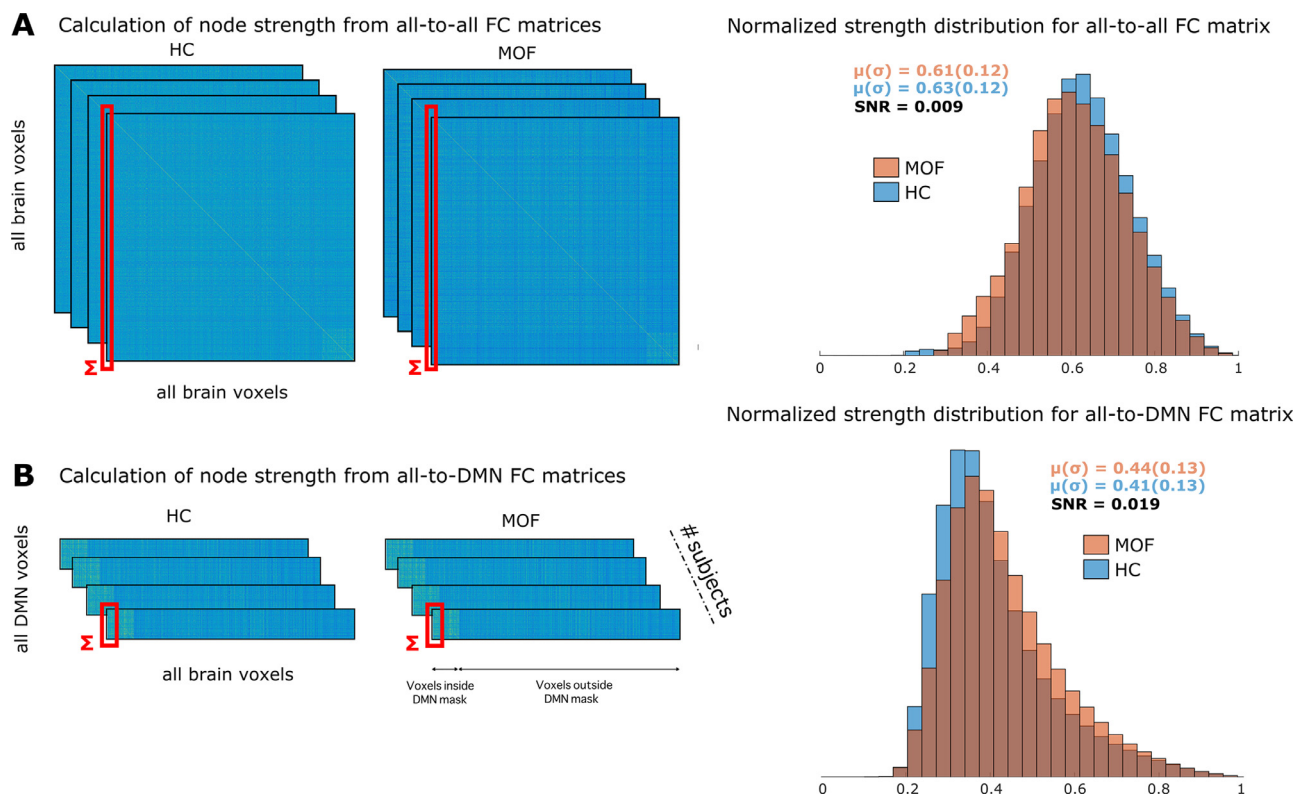 A Calculation of node strength from all-to-all FC matrices
HC
MOF
all brain voxels
Σ
Σ
all brain voxels
Normalized strength distribution for all-to-all FC matrix
μ(σ) = 0.61(0.12)
μ(σ) = 0.63(0.12)
SNR = 0.009
MOF
HC
0 0.2 0.4 0.6 0.8 1
B Calculation of node strength from all-to-DMN FC matrices
HC
MOF
all DMN voxels
# subjects
Σ
Σ
all brain voxels
Voxels inside
DMN mask
Voxels outside
DMN mask
Normalized strength distribution for all-to-DMN FC matrix
μ(σ) = 0.44(0.13)
μ(σ) = 0.41(0.13)
SNR = 0.019
MOF
HC
0 0.2 0.4 0.6 0.8 1